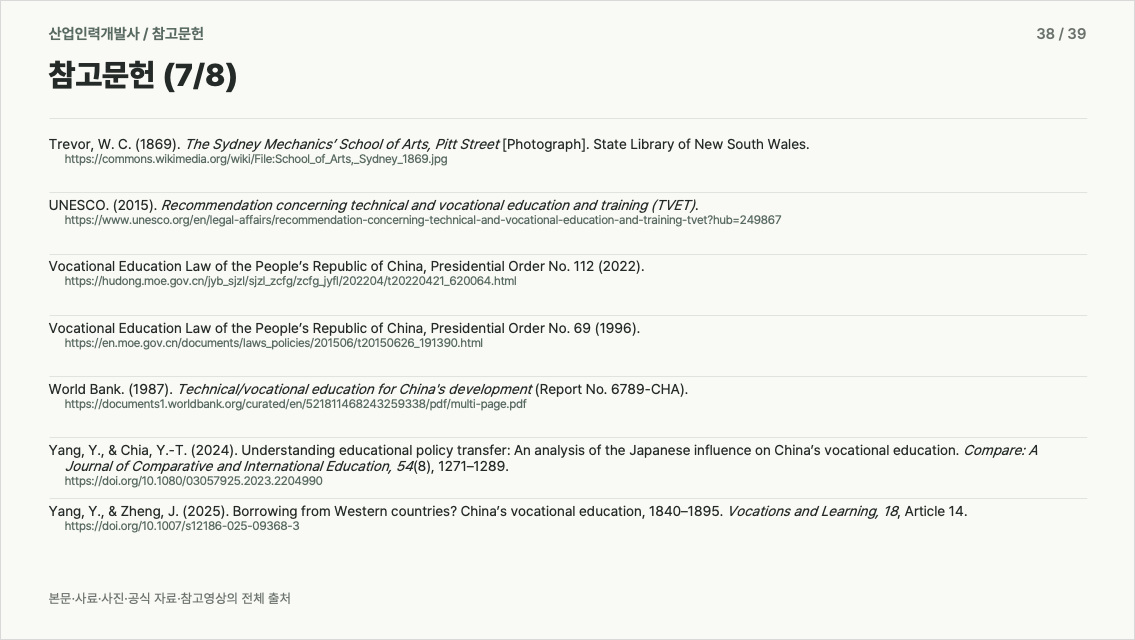 산업인력개발사 / 참고문헌
38 / 39
참고문헌 (7/8)
Trevor, W. C. (1869). The Sydney Mechanics’ School of Arts, Pitt Street [Photograph]. State Library of New South Wales.
https://commons.wikimedia.org/wiki/File:School_of_Arts,_Sydney_1869.jpg
UNESCO. (2015). Recommendation concerning technical and vocational education and training (TVET).
https://www.unesco.org/en/legal-affairs/recommendation-concerning-technical-and-vocational-education-and-training-tvet?hub=249867
Vocational Education Law of the People’s Republic of China, Presidential Order No. 112 (2022).
https://hudong.moe.gov.cn/jyb_sjzl/sjzl_zcfg/zcfg_jyfl/202204/t20220421_620064.html
Vocational Education Law of the People’s Republic of China, Presidential Order No. 69 (1996).
https://en.moe.gov.cn/documents/laws_policies/201506/t20150626_191390.html
World Bank. (1987). Technical/vocational education for China's development (Report No. 6789-CHA).
https://documents1.worldbank.org/curated/en/521811468243259338/pdf/multi-page.pdf
Yang, Y., & Chia, Y.-T. (2024). Understanding educational policy transfer: An analysis of the Japanese influence on China’s vocational education. Compare: A
Journal of Comparative and International Education, 54(8), 1271–1289.
https://doi.org/10.1080/03057925.2023.2204990
Yang, Y., & Zheng, J. (2025). Borrowing from Western countries? China’s vocational education, 1840–1895. Vocations and Learning, 18, Article 14.
https://doi.org/10.1007/s12186-025-09368-3
본문·사료·사진·공식 자료·참고영상의 전체 출처